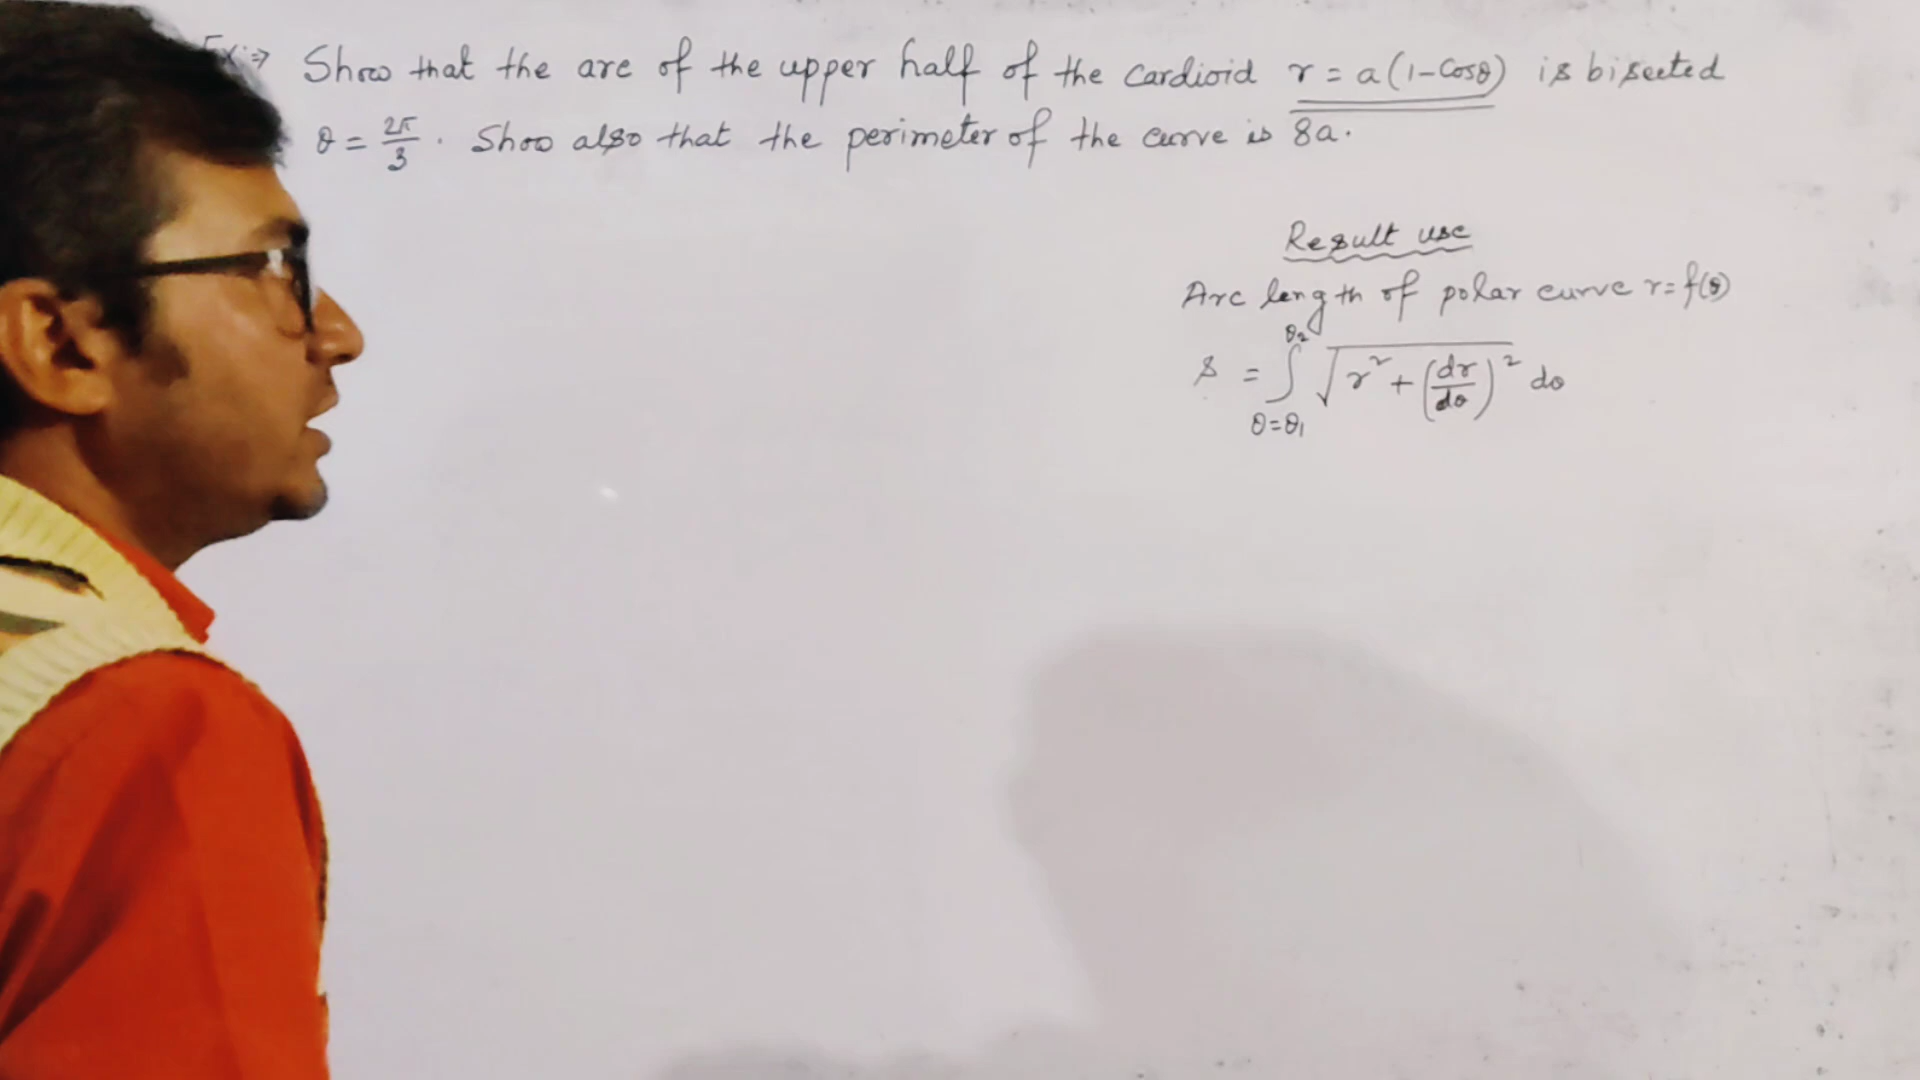 Ex:⇒ Show that the arc of the upper half of the cardioid r = a(1-Cosθ) is bisected
θ = 2π/3 . Show also that the perimeter of the curve is 8a.
Result use
Arc length of polar curve r=f(θ)
s = ∫_{θ=θ₁}^{θ₂} √(r² + (dr/dθ)²) dθ